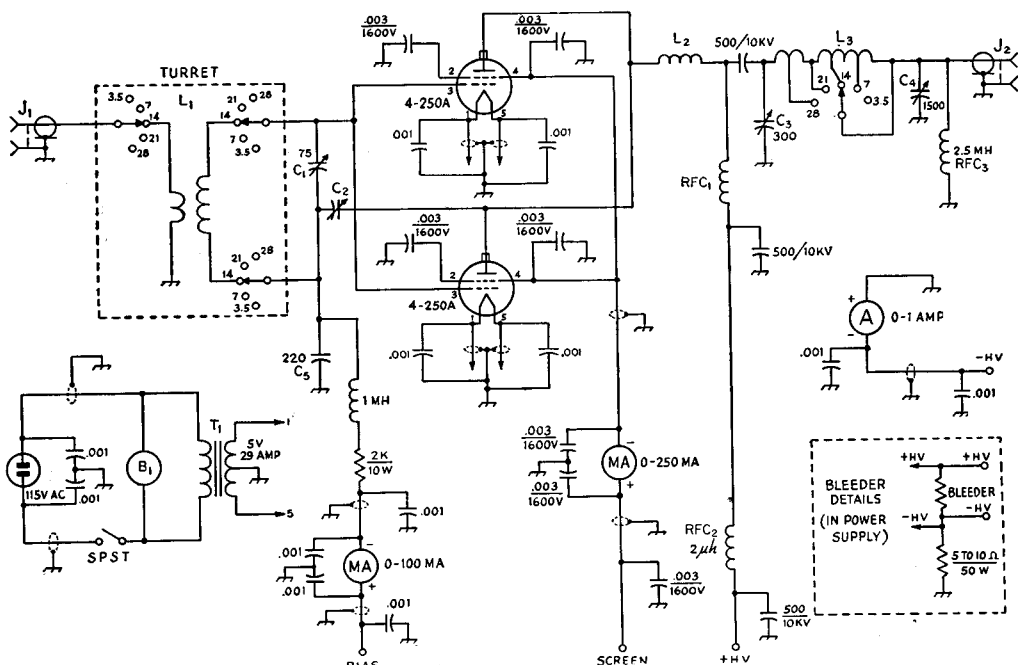 .003
1600V
.003
1600V
L2
500/10KV
L3
J2
TURRET
J1
3.5
7
14
21
28
L1
21
28
14
7
3.5
2
3
4
4-250A
1
5
.001
.001
75
C1
C2
21
14
7
3.5
28
C3
300
C4
1500
2.5 MH
RFC3
RFC1
.003
1600V
.003
1600V
21
28
14
7
3.5
2
3
4
4-250A
1
5
.001
.001
500/10KV
+
A
0-1 AMP
-
.001
-HV
.001
220
C5
1 MH
T1
.001
.001
115V AC
B1
5V
29 AMP
1
5
SPST
2K
10W
.001
.003
1600V
.003
1600V
-
MA
0-250 MA
+
RFC2
2μh
+HV
+HV
BLEEDER
DETAILS
(IN POWER
SUPPLY)
BLEEDER
-HV
-HV
5 TO 10 Ω
50 W
.001
.001
-
MA
0-100 MA
+
.001
.003
1600V
500
10KV
BIAS
SCREEN
+HV